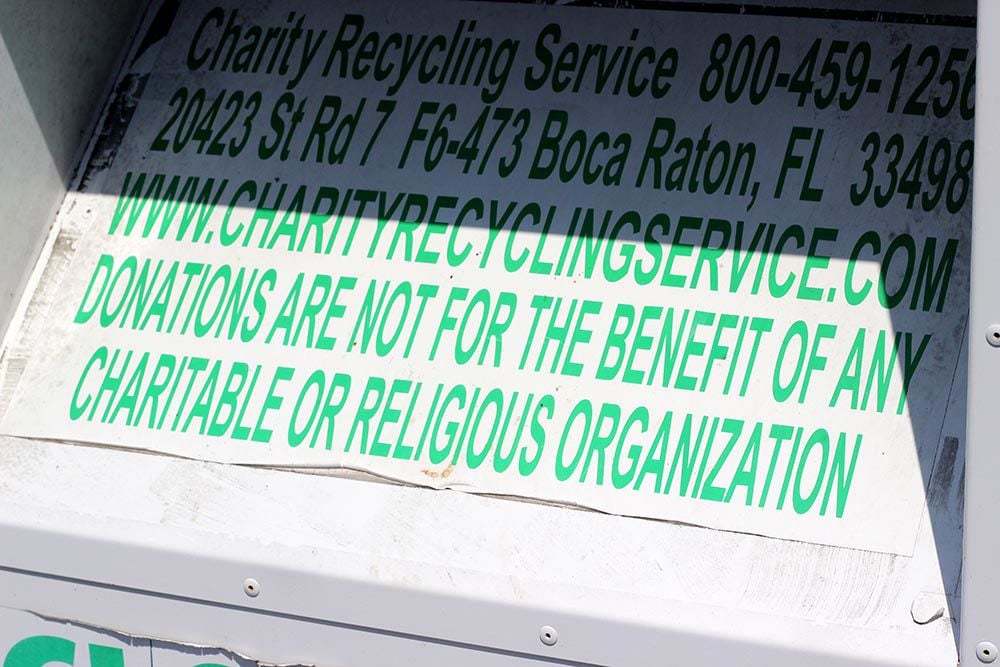 Charity Recycling Service 800-459-1256
20423 St Rd 7 F6-473 Boca Raton, FL 33498
WWW.CHARITYRECYCLINGSERVICE.COM
DONATIONS ARE NOT FOR THE BENEFIT OF ANY
CHARITABLE OR RELIGIOUS ORGANIZATION